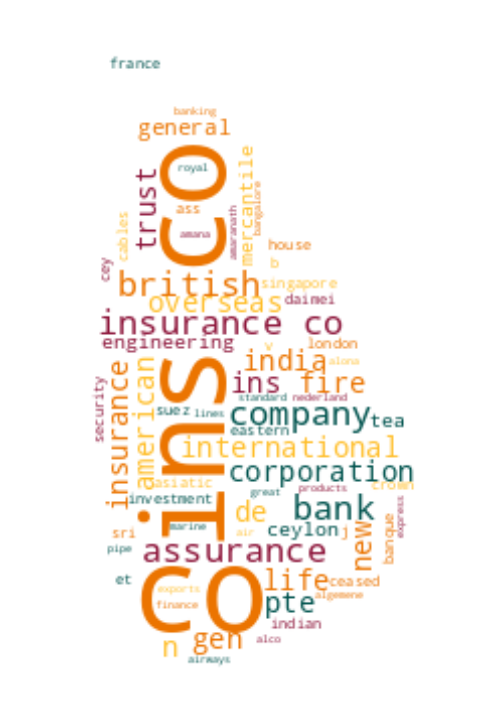 france
banking
general
co
royal
trust
ass
mercantile
bangalore
cables
amana
amaranath
house
cey
b
british
singapore
overseas
daimei
insurance co
engineering
v
london
india
alona
ins
ins fire
american
insurance
security
standard
nederland
suez
lines
company
tea
eastern
international
corporation
asiatic
great
products
crown
investment
bank
de
express
marine
ceylon
j
new
banque
sri
air
pipe
assurance
et
life
ceased
co
exports
pte
algemene
finance
indian
gen
alco
n
airways